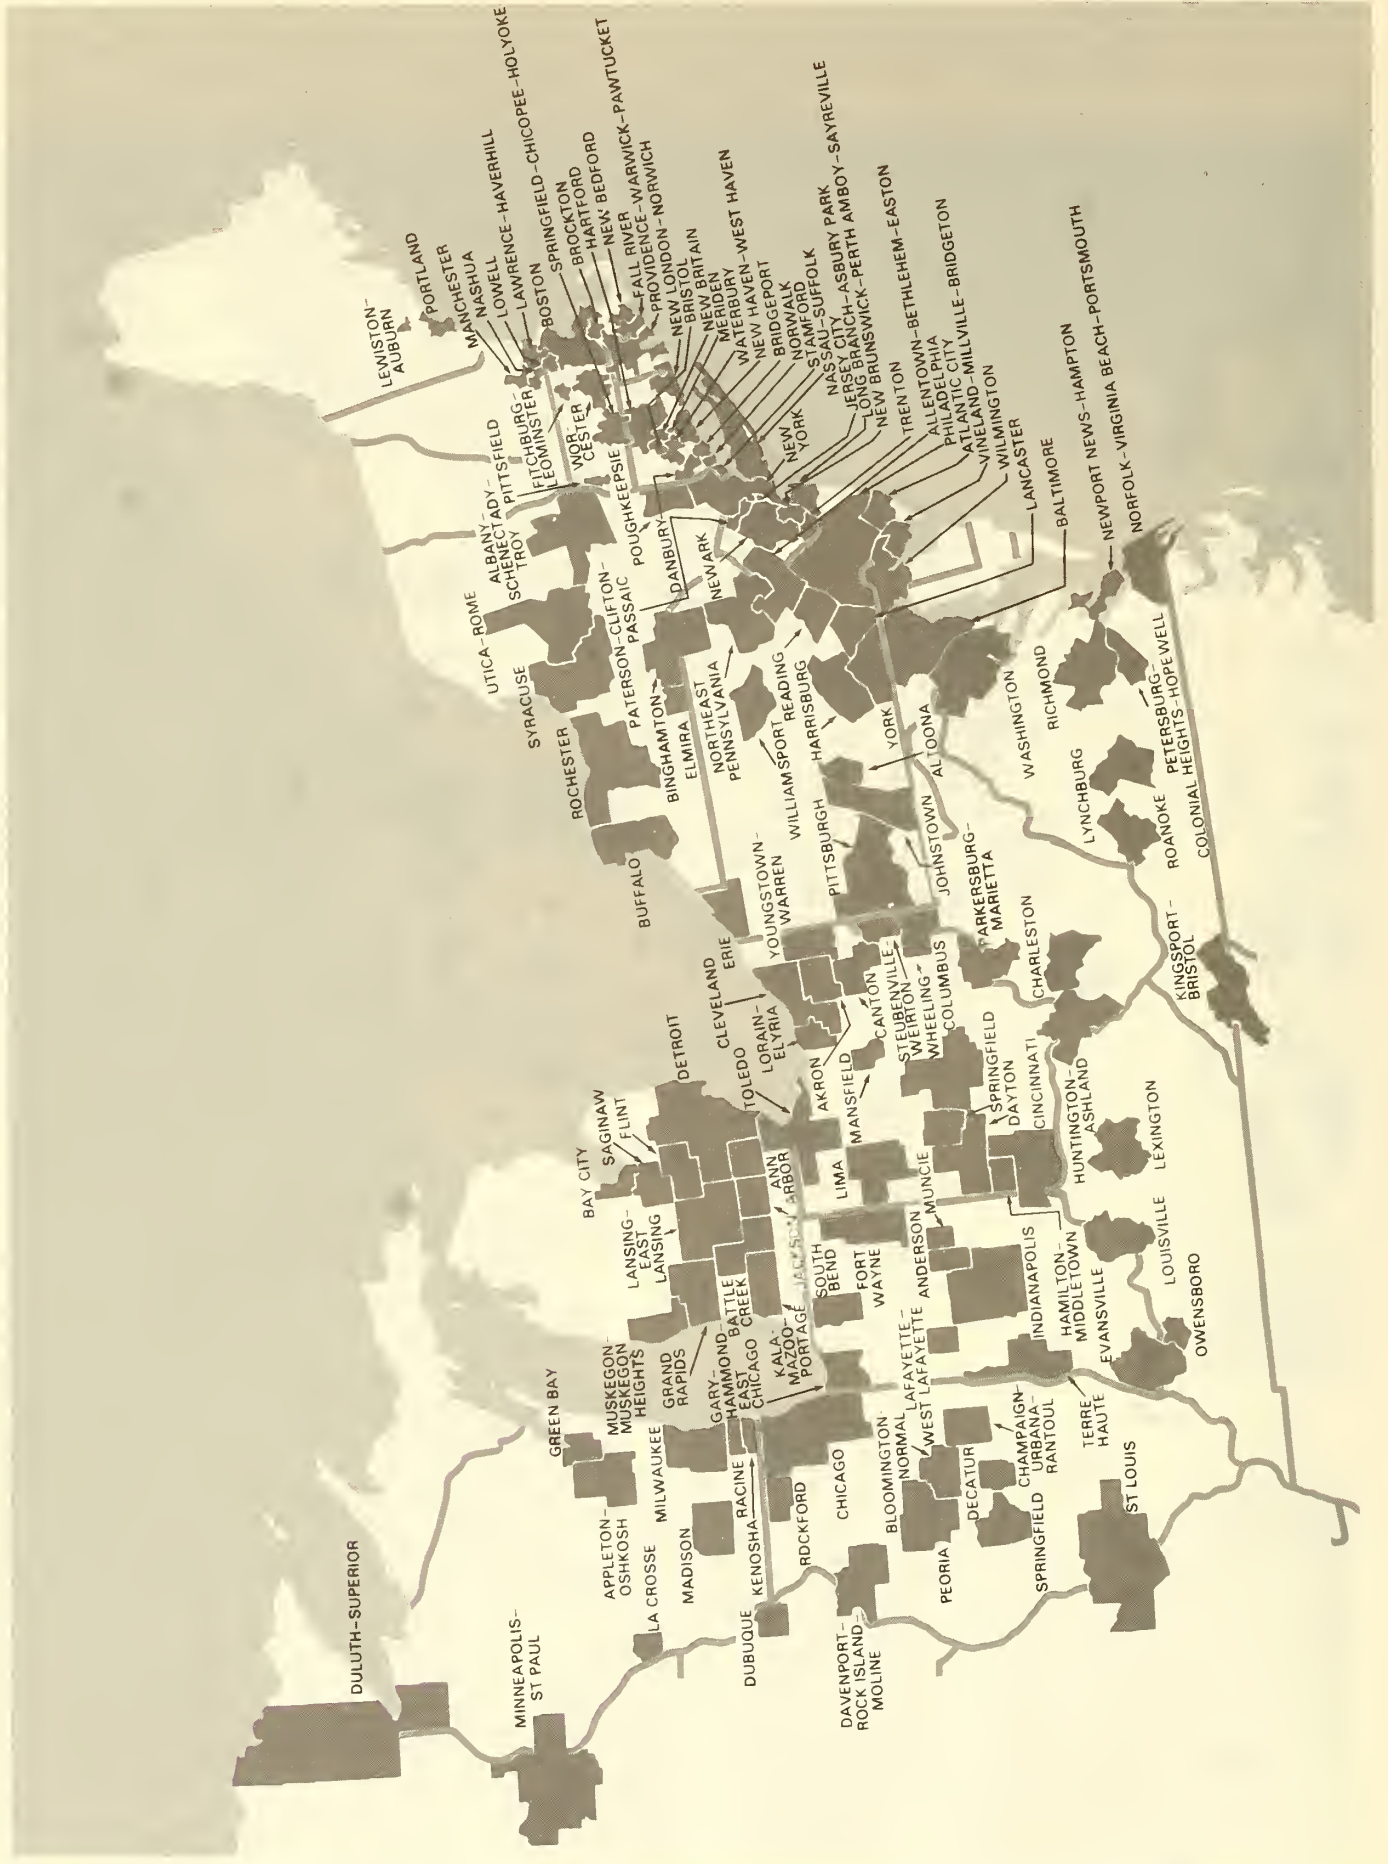 DULUTH-SUPERIOR
MINNEAPOLIS-
ST PAUL
LA CROSSE
APPLETON-
OSHKOSH
GREEN BAY
MADISON
MILWAUKEE
RACINE
KENOSHA
DUBUQUE
RDCKFORD
CHICAGO
DAVENPORT-
ROCK ISLAND-
MOLINE
PEORIA
BLOOMINGTON-
NORMAL
DECATUR
SPRINGFIELD
CHAMPAIGN-
URBANA-
RANTOUL
ST LOUIS
MUSKEGON-
MUSKEGON
HEIGHTS
GRAND
RAPIDS
GARY-
HAMMOND-
EAST
CHICAGO
BATTLE
CREEK
KALA-
MAZOO-
PORTAGE
JACKSON
LANSING-
EAST
LANSING
BAY CITY
SAGINAW
FLINT
DETROIT
ANN
ARBOR
TOLEDO
SOUTH
BEND
FORT
WAYNE
LAFAYETTE-
WEST LAFAYETTE
ANDERSON
MUNCIE
INDIANAPOLIS
TERRE
HAUTE
EVANSVILLE
OWENSBORO
LOUISVILLE
LEXINGTON
HAMILTON-
MIDDLETOWN
CINCINNATI
DAYTON
SPRINGFIELD
LIMA
MANSFIELD
AKRON
LORAIN-
ELYRIA
CLEVELAND
CANTON
YOUNGSTOWN-
WARREN
STEUBENVILLE-
WEIRTON
WHEELING
COLUMBUS
HUNTINGTON-
ASHLAND
CHARLESTON
PARKERSBURG-
MARIETTA
KINGSPORT-
BRISTOL
ERIE
PITTSBURGH
JOHNSTOWN
ALTOONA
BUFFALO
ROCHESTER
SYRACUSE
UTICA-ROME
BINGHAMTON
ELMIRA
ALBANY-
SCHENECTADY-
TROY
PITTSFIELD
FITCHBURG-
LEOMINSTER
WOR-
CESTER
POUGHKEEPSIE
PATERSON-CLIFTON-
PASSAIC
DANBURY
NEWARK
NORTHEAST
PENNSYLVANIA
WILLIAMSPORT
READING
HARRISBURG
YORK
WASHINGTON
RICHMOND
LYNCHBURG
ROANOKE
PETERSBURG-
COLONIAL HEIGHTS-HOPEWELL
LEWISTON-
AUBURN
PORTLAND
MANCHESTER
NASHUA
LOWELL
LAWRENCE-HAVERHILL
BOSTON
SPRINGFIELD-CHICOPEE-HOLYOKE
BROCKTON
HARTFORD
NEW BEDFORD
FALL RIVER
PROVIDENCE-WARWICK-PAWTUCKET
NEW LONDON-NORWICH
BRISTOL
NEW BRITAIN
MERIDEN
WATERBURY
NEW HAVEN-WEST HAVEN
BRIDGEPORT
NORWALK
STAMFORD
NASSAU-SUFFOLK
NEW
YORK
JERSEY CITY
LONG BRANCH-ASBURY PARK
NEW BRUNSWICK-PERTH AMBOY-SAYREVILLE
TRENTON
ALLENTOWN-BETHLEHEM-EASTON
PHILADELPHIA
ATLANTIC CITY
VINELAND-MILLVILLE-BRIDGETON
WILMINGTON
LANCASTER
BALTIMORE
NEWPORT NEWS-HAMPTON
NORFOLK-VIRGINIA BEACH-PORTSMOUTH